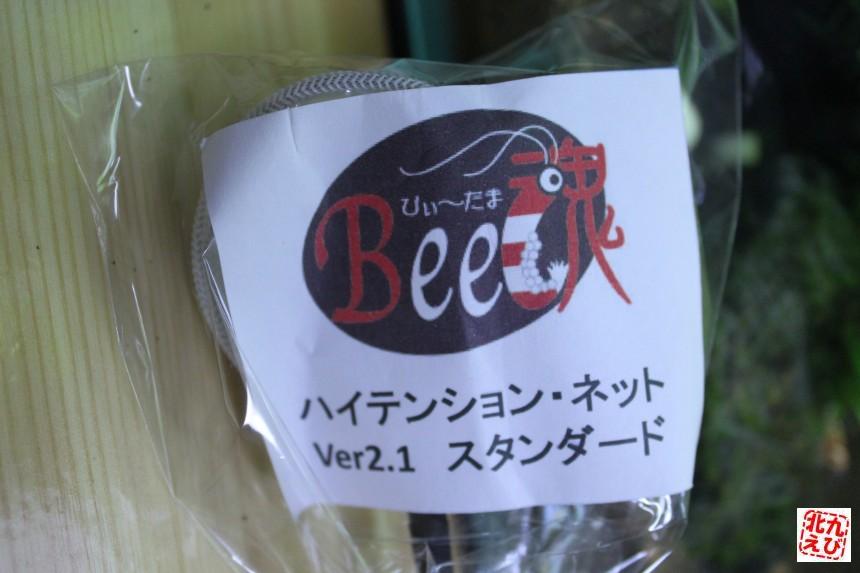 びぃ〜たま
Bee魂
ハイテンション・ネット
Ver2.1 スタンダード
北九
えび